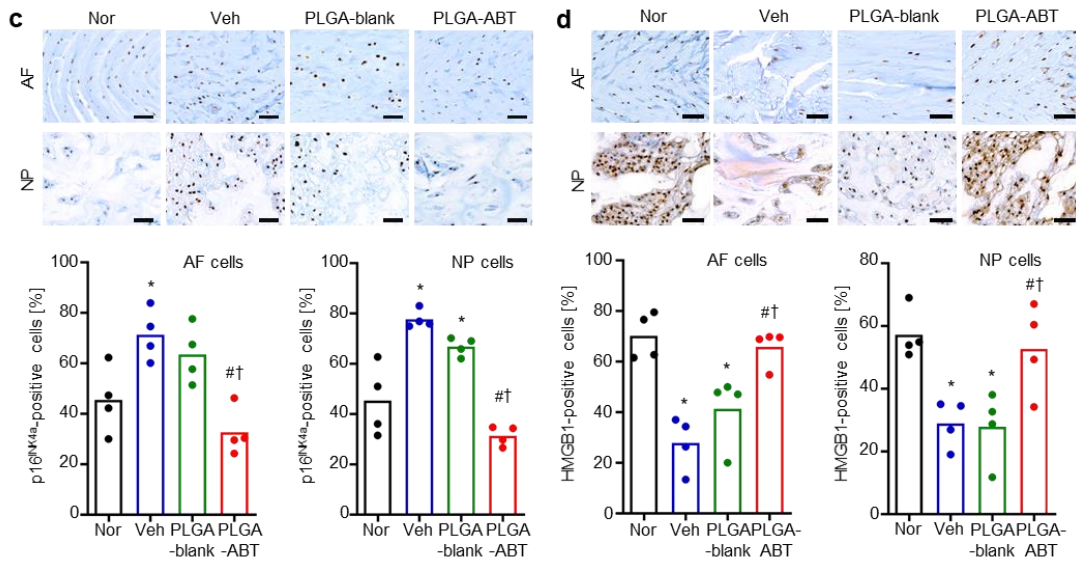 c
Nor Veh PLGA-blank PLGA-ABT
AF
NP
p16INK4a-positive cells [%]
AF cells
100
80
60
40
20
0
*
#†
Nor Veh PLGA PLGA
-blank -ABT
p16INK4a-positive cells [%]
NP cells
100
80
60
40
20
0
*
*
#†
Nor Veh PLGA PLGA
-blank -ABT
d
Nor Veh PLGA-blank PLGA-ABT
AF
NP
HMGB1-positive cells [%]
AF cells
100
80
60
40
20
0
*
*
#†
Nor Veh PLGA PLGA-
-blank ABT
HMGB1-positive cells [%]
NP cells
80
60
40
20
0
*
*
#†
Nor Veh PLGA PLGA-
-blank ABT